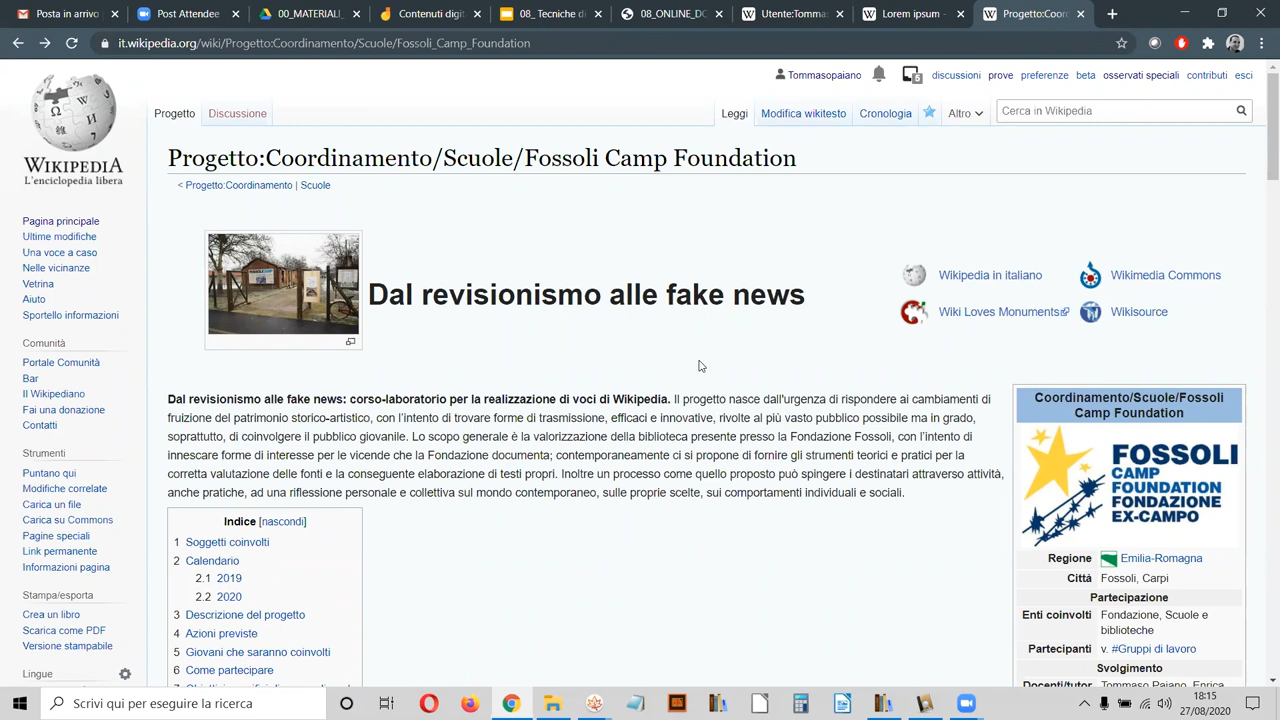 Posta in arrivo
Post Attendee
00_MATERIALI_
Contenuti digit
08_ Tecniche d
08_ONLINE_DO
Utente:Tommas
Lorem ipsum -
Progetto:Coor
it.wikipedia.org/wiki/Progetto:Coordinamento/Scuole/Fossoli_Camp_Foundation
Tommasopaiano 5 discussioni prove preferenze beta osservati speciali contributi esci
Progetto Discussione Leggi Modifica wikitesto Cronologia Altro Cerca in Wikipedia
WIKIPEDIA
L'enciclopedia libera
Pagina principale
Ultime modifiche
Una voce a caso
Nelle vicinanze
Vetrina
Aiuto
Sportello informazioni
Comunità
Portale Comunità
Bar
Il Wikipediano
Fai una donazione
Contatti
Strumenti
Puntano qui
Modifiche correlate
Carica un file
Carica su Commons
Pagine speciali
Link permanente
Informazioni pagina
Stampa/esporta
Crea un libro
Scarica come PDF
Versione stampabile
Lingue
Progetto:Coordinamento/Scuole/Fossoli Camp Foundation
< Progetto:Coordinamento | Scuole
Dal revisionismo alle fake news
Wikipedia in italiano
Wikimedia Commons
Wiki Loves Monuments
Wikisource
Dal revisionismo alle fake news: corso-laboratorio per la realizzazione di voci di Wikipedia. Il progetto nasce dall'urgenza di rispondere ai cambiamenti di
fruizione del patrimonio storico-artistico, con l'intento di trovare forme di trasmissione, efficaci e innovative, rivolte al più vasto pubblico possibile ma in grado,
soprattutto, di coinvolgere il pubblico giovanile. Lo scopo generale è la valorizzazione della biblioteca presente presso la Fondazione Fossoli, con l'intento di
innescare forme di interesse per le vicende che la Fondazione documenta; contemporaneamente ci si propone di fornire gli strumenti teorici e pratici per la
corretta valutazione delle fonti e la conseguente elaborazione di testi propri. Inoltre un processo come quello proposto può spingere i destinatari attraverso attività,
anche pratiche, ad una riflessione personale e collettiva sul mondo contemporaneo, sulle proprie scelte, sui comportamenti individuali e sociali.
Indice [nascondi]
1 Soggetti coinvolti
2 Calendario
2.1 2019
2.2 2020
3 Descrizione del progetto
4 Azioni previste
5 Giovani che saranno coinvolti
6 Come partecipare
Coordinamento/Scuole/Fossoli
Camp Foundation
FOSSOLI
CAMP
FOUNDATION
FONDAZIONE
EX-CAMPO
Regione Emilia-Romagna
Città Fossoli, Carpi
Partecipazione
Enti coinvolti Fondazione, Scuole e
biblioteche
Partecipanti v. #Gruppi di lavoro
Svolgimento
Docenti/tutor Tommaso Paiano, Enrica
Scrivi qui per eseguire la ricerca
18:15
27/08/2020